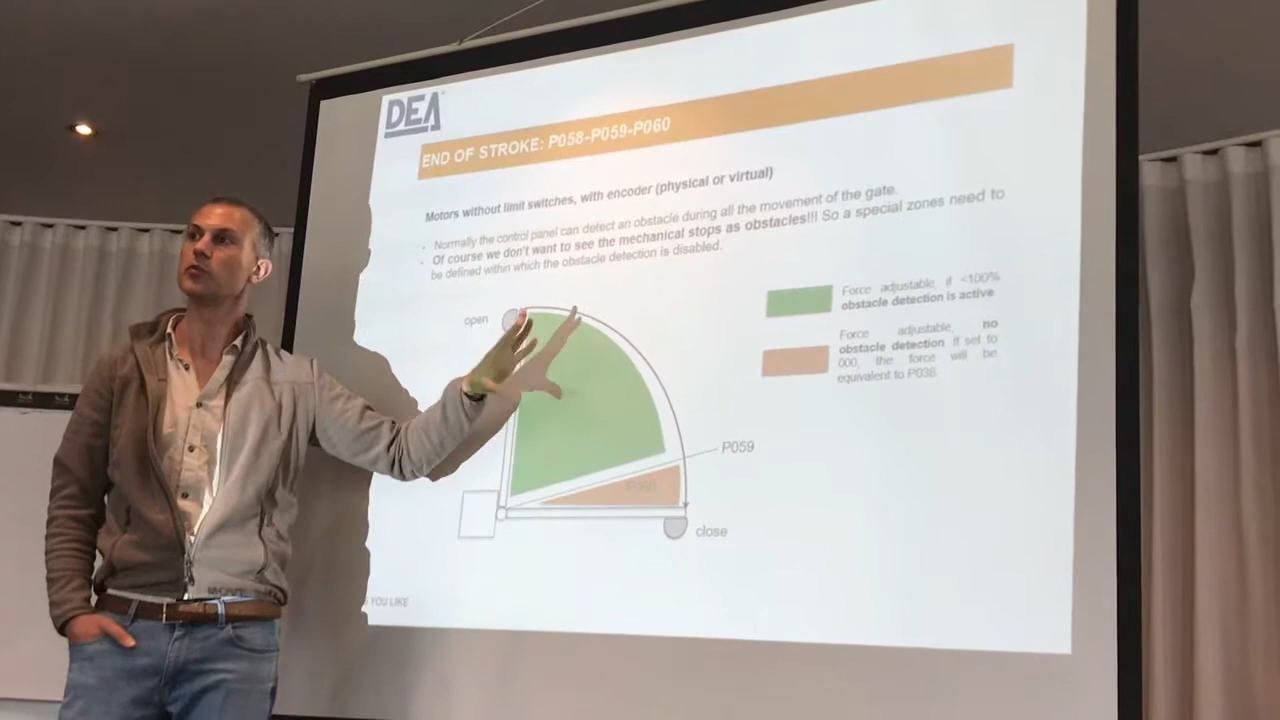 DEA
END OF STROKE: P058-P059-P060
Motors without limit switches, with encoder (physical or virtual)
- Normally the control panel can detect an obstacle during all the movement of the gate.
- Of course we don't want to see the mechanical stops as obstacles!!! So a special zones need to
be defined within which the obstacle detection is disabled.
open
Force adjustable, if <100%
obstacle detection is active
Force adjustable, no
obstacle detection. If set to
000, the force will be
equivalent to P038.
P059
P060
close
YOU LIKE